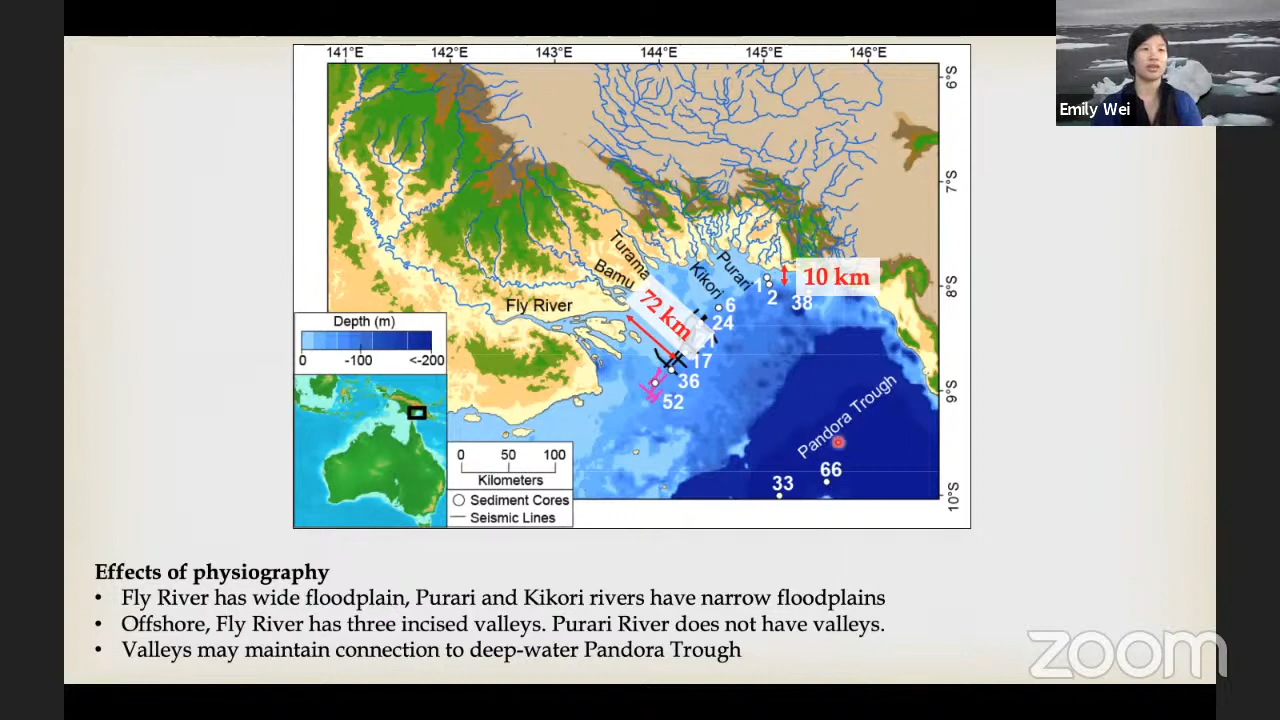 141°E 142°E 143°E 144°E 145°E 146°E
6°S
7°S
8°S
9°S
10°S
Emily Wei
Turama
Bamu
Fly River
Kikori
Purari
72 km
10 km
1
2
38
6
24
17
36
52
Pandora Trough
66
33
Depth (m)
0 -100 <-200
0 50 100
Kilometers
Sediment Cores
Seismic Lines
Effects of physiography
• Fly River has wide floodplain, Purari and Kikori rivers have narrow floodplains
• Offshore, Fly River has three incised valleys. Purari River does not have valleys.
• Valleys may maintain connection to deep-water Pandora Trough
zoom